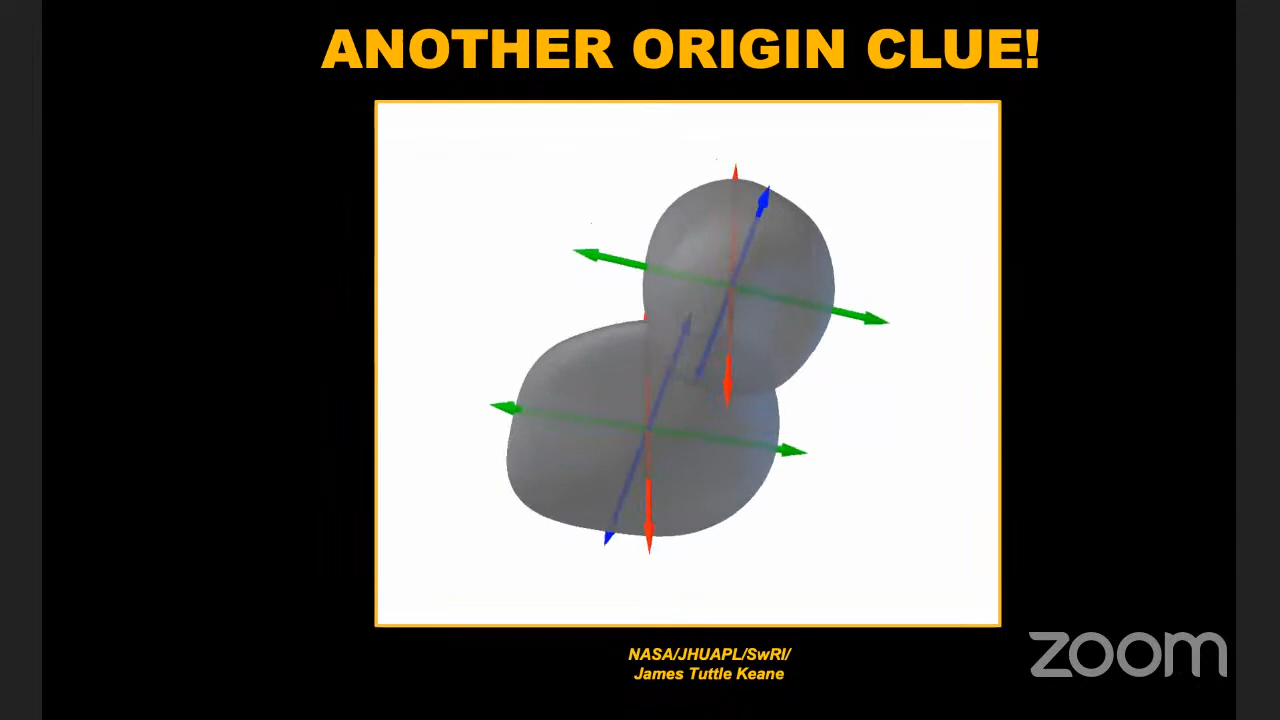 ANOTHER ORIGIN CLUE!
NASA/JHUAPL/SwRI/
James Tuttle Keane
zoom